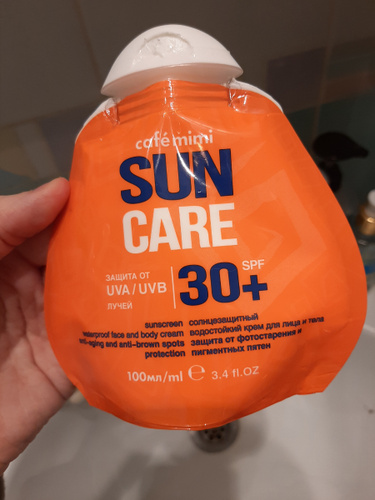 café mimi
SUN
CARE
ЗАЩИТА ОТ
UVA / UVB
ЛУЧЕЙ
30+
SPF
sunscreen
waterproof face and body cream
anti-aging and anti-brown spots
protection
солнцезащитный
водостойкий крем для лица и тела
защита от фотостарения и
пигментных пятен
100мл/ml ℮ 3.4 fl.OZ